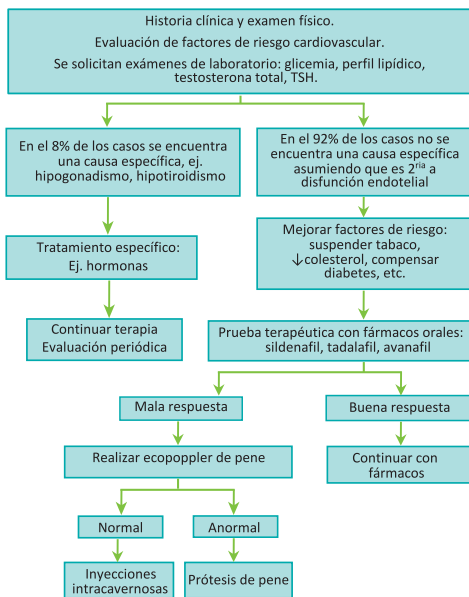 Historia clínica y examen físico.
Evaluación de factores de riesgo cardiovascular.
Se solicitan exámenes de laboratorio: glicemia, perfil lipídico,
testosterona total, TSH.
En el 8% de los casos se encuentra
una causa específica, ej.
hipogonadismo, hipotiroidismo
En el 92% de los casos no se
encuentra una causa específica
asumiendo que es 2ria a
disfunción endotelial
Tratamiento específico:
Ej. hormonas
Mejorar factores de riesgo:
suspender tabaco,
↓colesterol, compensar
diabetes, etc.
Continuar terapia
Evaluación periódica
Prueba terapéutica con fármacos orales:
sildenafil, tadalafil, avanafil
Mala respuesta
Buena respuesta
Realizar ecopoppler de pene
Continuar con
fármacos
Normal
Anormal
Inyecciones
intracavernosas
Prótesis de pene